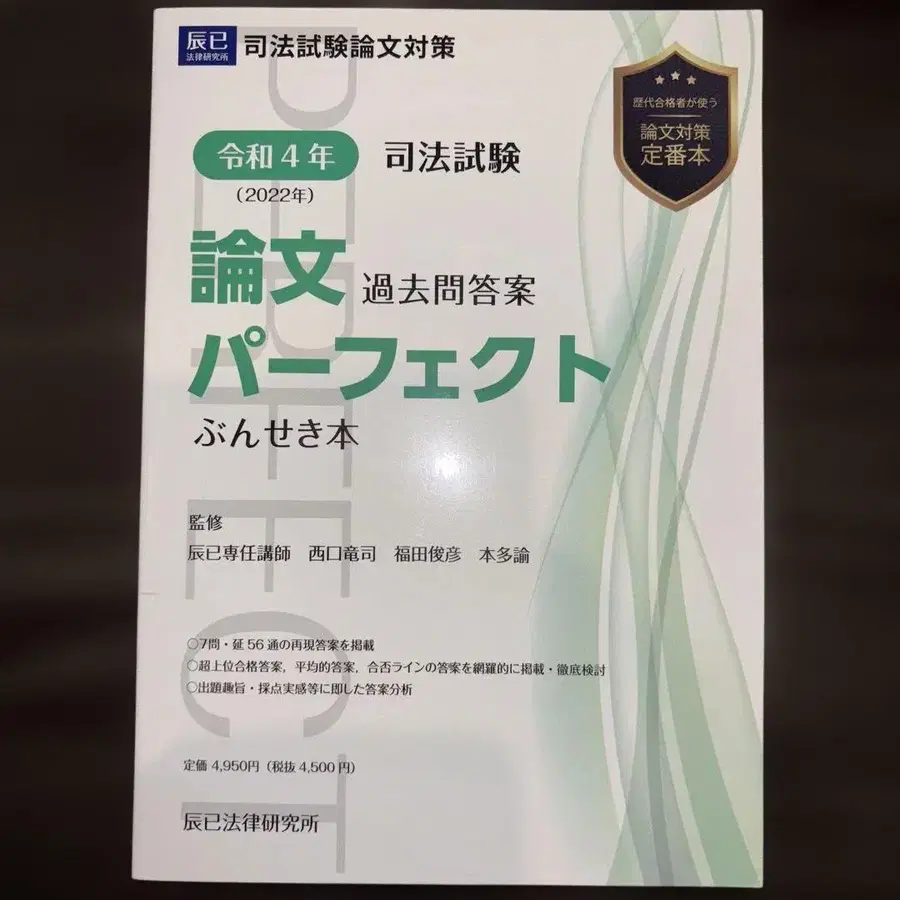 辰已
法律研究所
司法試験論文対策
歴代合格者が使う
論文対策
定番本
令和4年
(2022年)
司法試験
論文 過去問答案
パーフェクト
ぶんせき本
監修
辰已専任講師 西口竜司 福田俊彦 本多諭
○7問・延56通の再現答案を掲載
○超上位合格答案,平均的答案,合否ラインの答案を網羅的に掲載・徹底検討
○出題趣旨・採点実感等に即した答案分析
定価 4,950円(税抜 4,500円)
辰已法律研究所
PERFECT